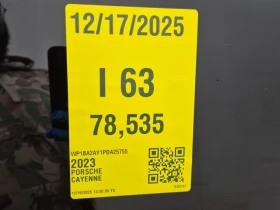 12/17/2025
I 63
78,535
WP1BA2AY1PDA25755
2023
PORSCHE
CAYENNE